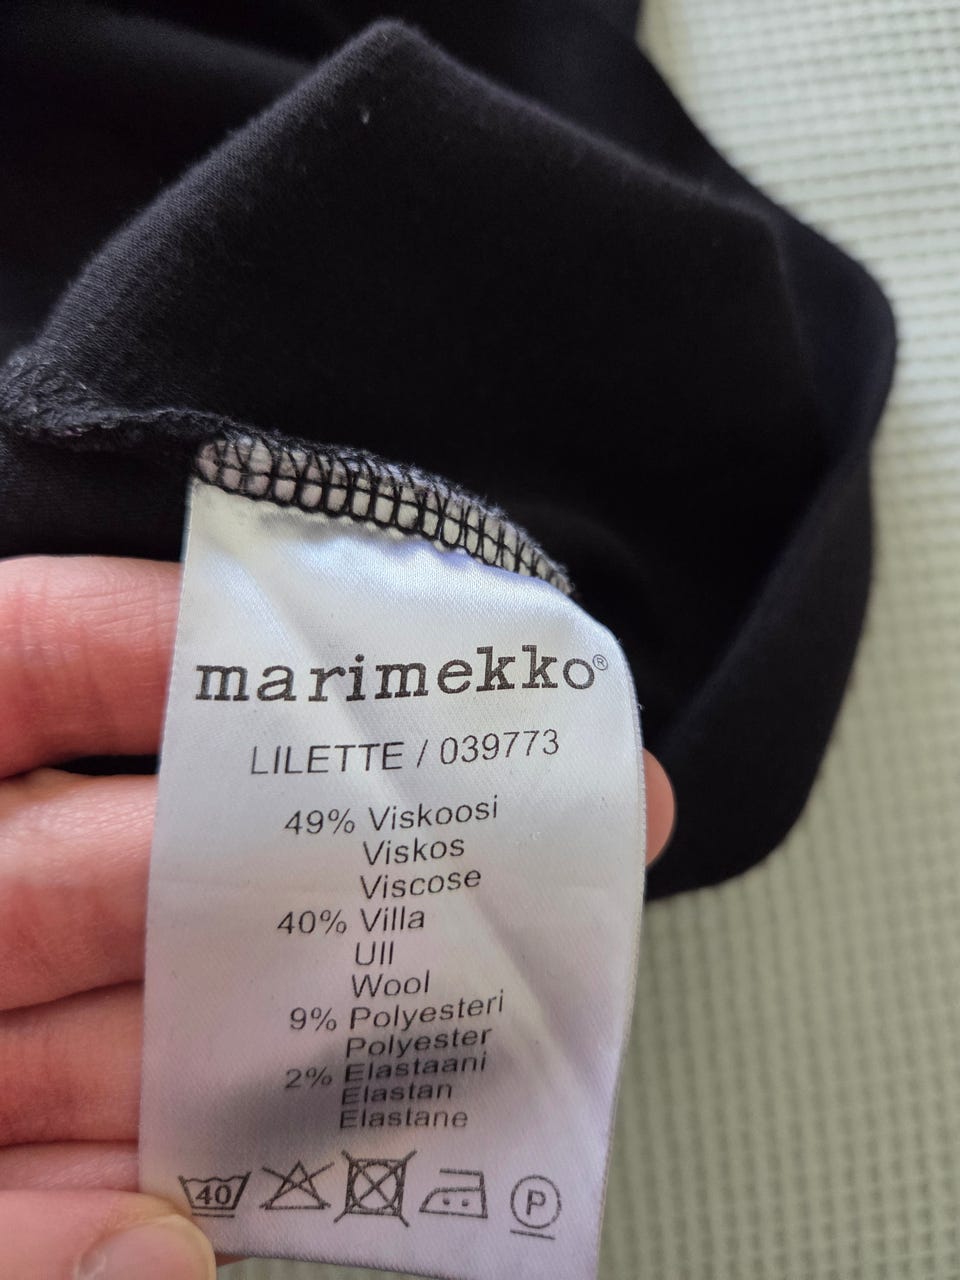 marimekko®
LILETTE / 039773
49% Viskoosi
Viskos
Viscose
40% Villa
Ull
Wool
9% Polyesteri
Polyester
2% Elastaani
Elastan
Elastane
40 P